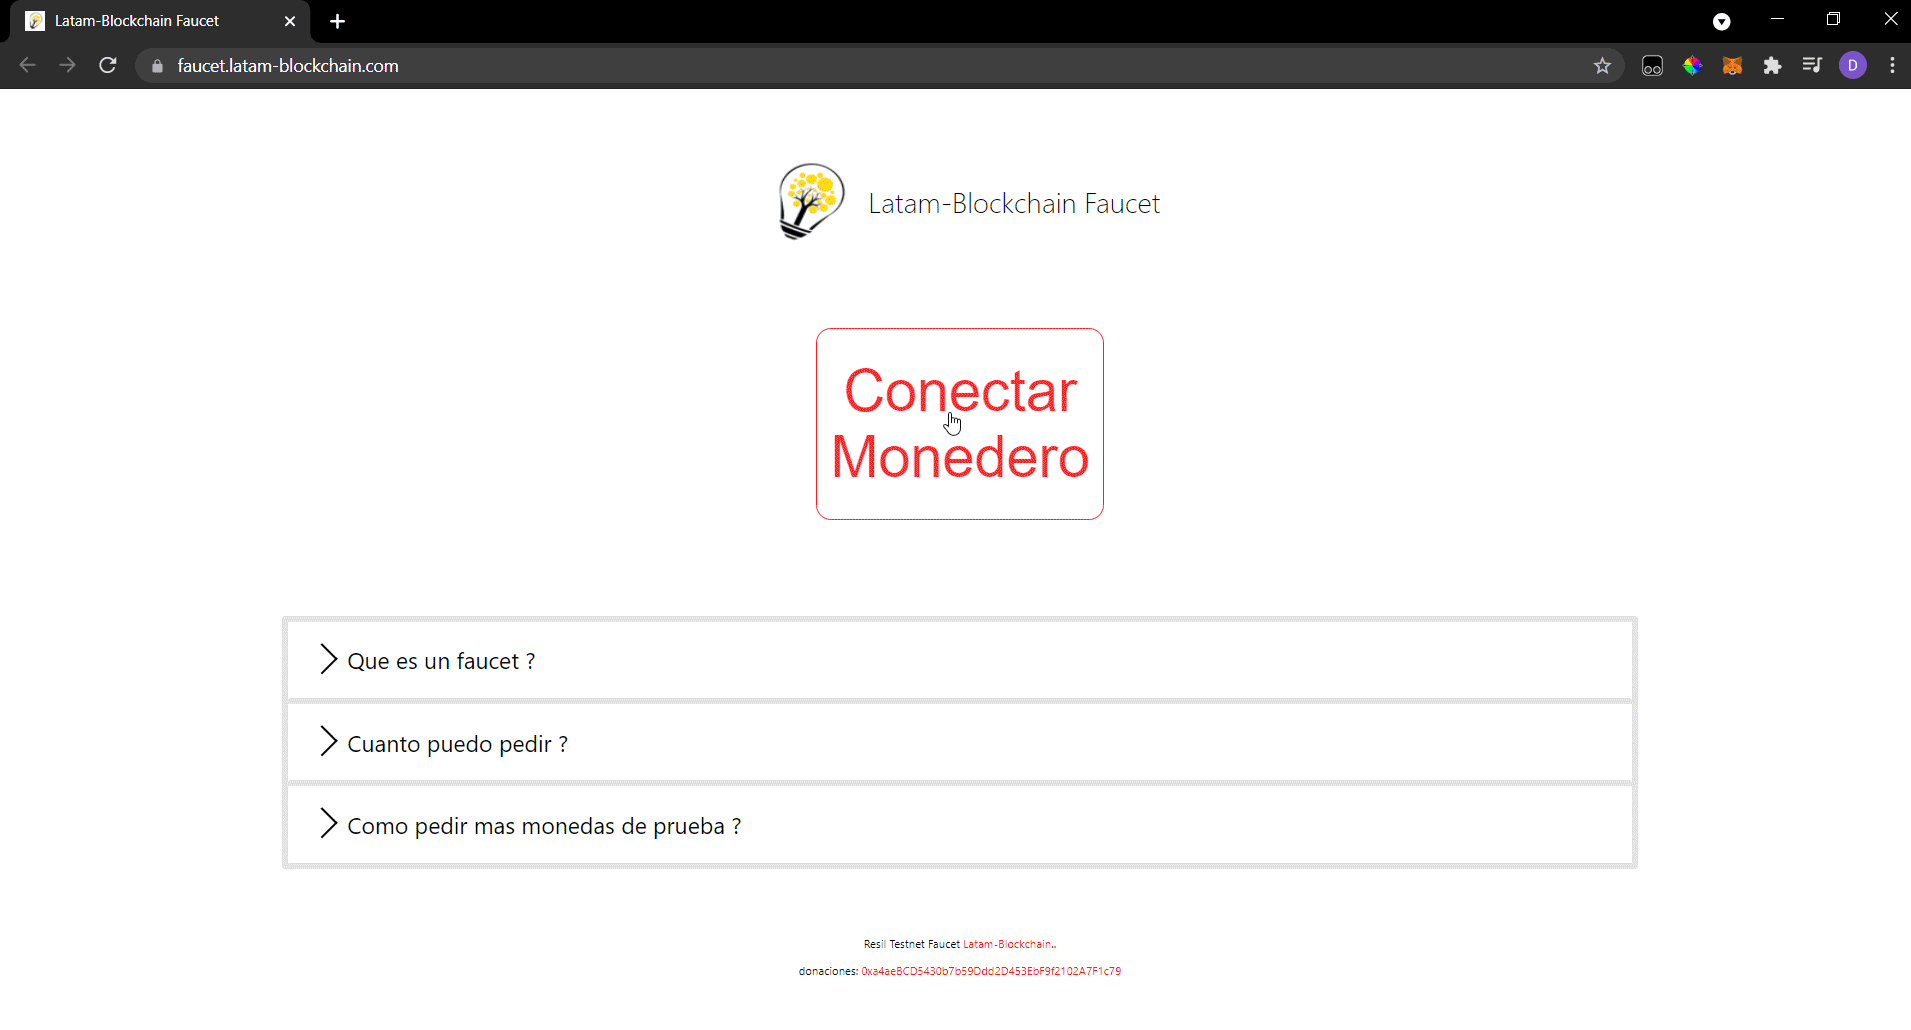 Latam-Blockchain Faucet
faucet.latam-blockchain.com
D
Latam-Blockchain Faucet
Conectar
Monedero
Que es un faucet ?
Cuanto puedo pedir ?
Como pedir mas monedas de prueba ?
Resil Testnet Faucet Latam-Blockchain..
donaciones: 0xa4aeBCD5430b7b59Ddd2D453EbF9f2102A7F1c79